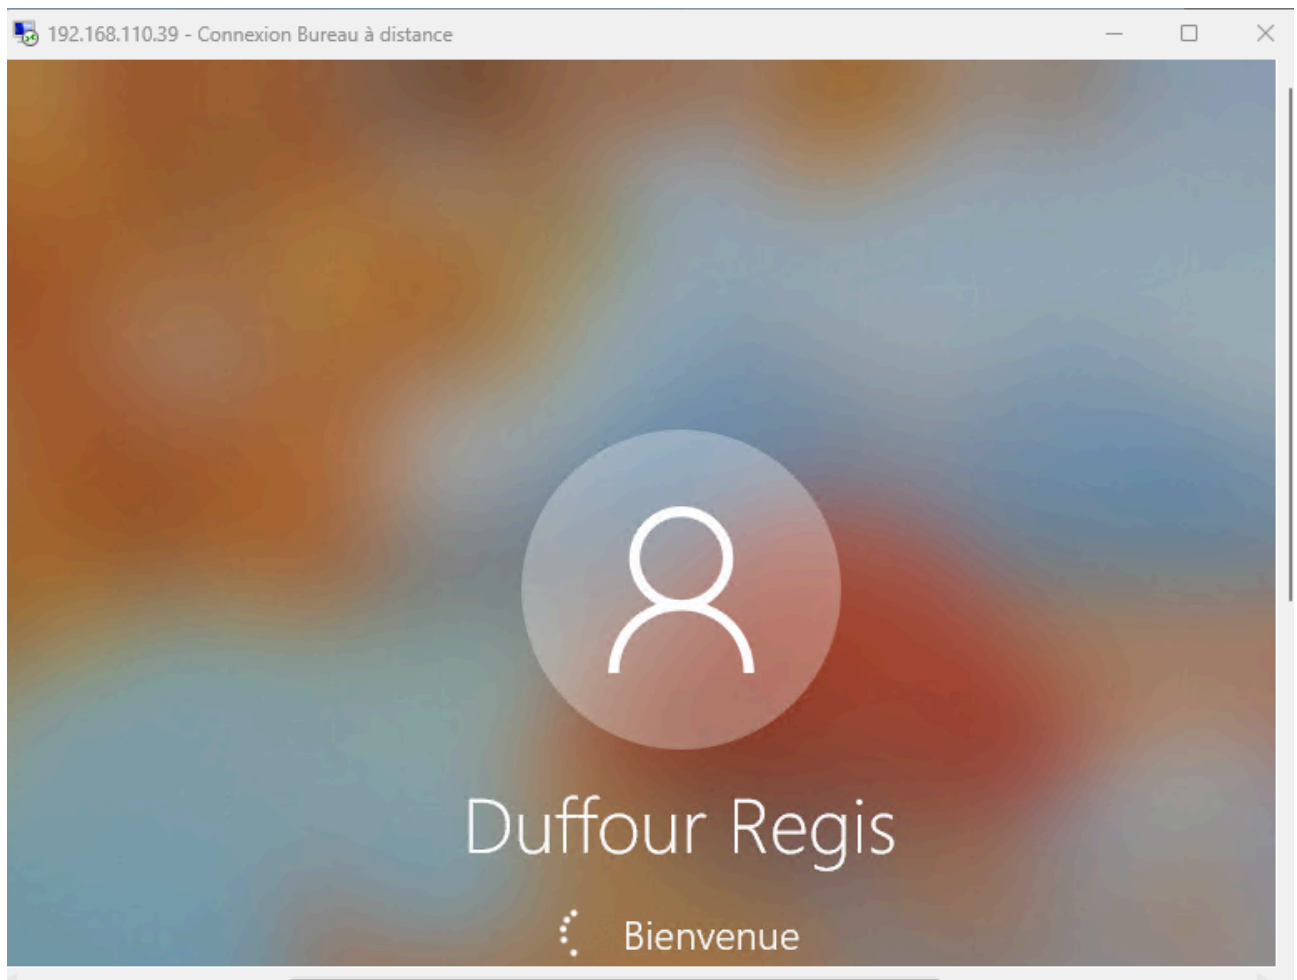 192.168.110.39 - Connexion Bureau à distance
Duffour Regis
Bienvenue